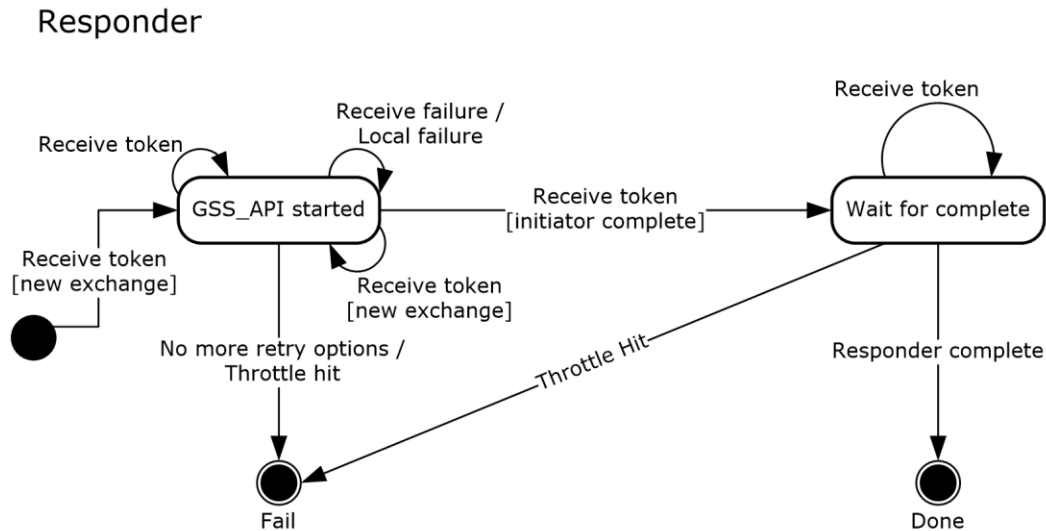 Responder
Receive token
Receive failure /
Local failure
Receive token
Receive token
GSS_API started
Receive token
[initiator complete]
Wait for complete
Receive token
[new exchange]
Receive token
[new exchange]
No more retry options /
Throttle hit
Throttle Hit
Responder complete
Fail
Done